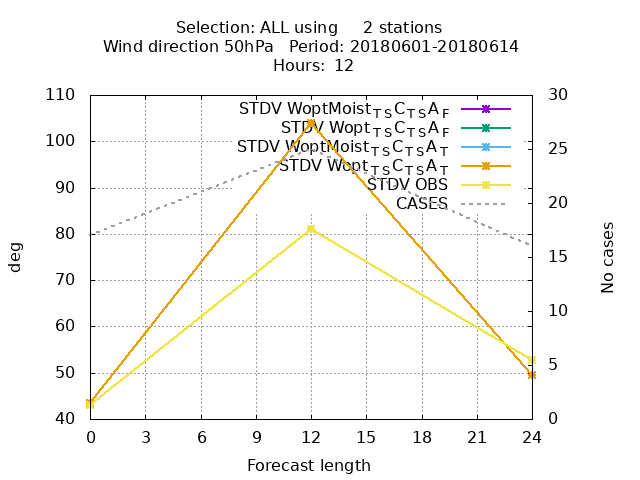 Selection: ALL using     2 stations
Wind direction 50hPa   Period: 20180601-20180614
Hours:  12
110
100
90
80
70
60
50
40
deg
STDV WoptMoist_TS C_TS A_F
STDV Wopt_TS C_TS A_F
STDV WoptMoist_TS C_TS A_T
STDV Wopt_TS C_TS A_T
STDV OBS
CASES
30
25
20
15
10
5
0
No cases
0 3 6 9 12 15 18 21 24
Forecast length